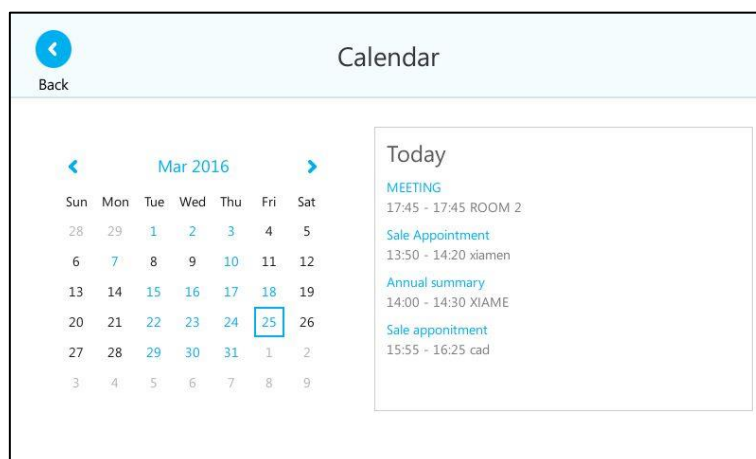 Back
Calendar
Mar 2016
Sun Mon Tue Wed Thu Fri Sat
28 29 1 2 3 4 5
6 7 8 9 10 11 12
13 14 15 16 17 18 19
20 21 22 23 24 25 26
27 28 29 30 31 1 2
3 4 5 6 7 8 9
Today
MEETING
17:45 - 17:45 ROOM 2
Sale Appointment
13:50 - 14:20 xiamen
Annual summary
14:00 - 14:30 XIAME
Sale apponitment
15:55 - 16:25 cad